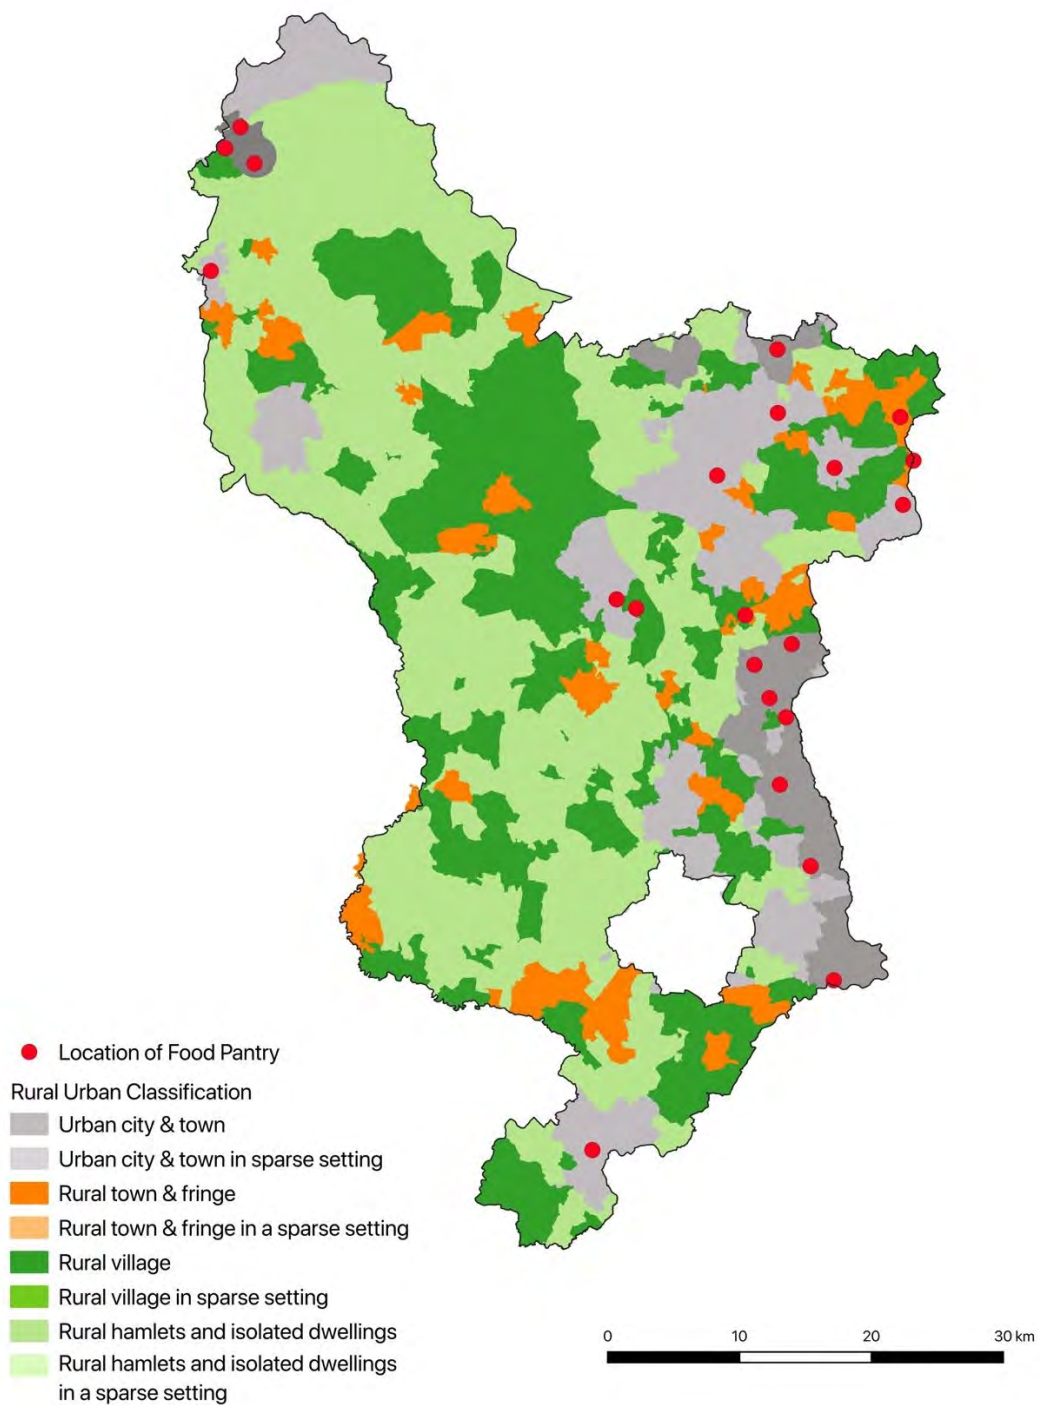 Location of Food Pantry
Rural Urban Classification
Urban city & town
Urban city & town in sparse setting
Rural town & fringe
Rural town & fringe in a sparse setting
Rural village
Rural village in sparse setting
Rural hamlets and isolated dwellings
Rural hamlets and isolated dwellings
in a sparse setting
0 10 20 30 km